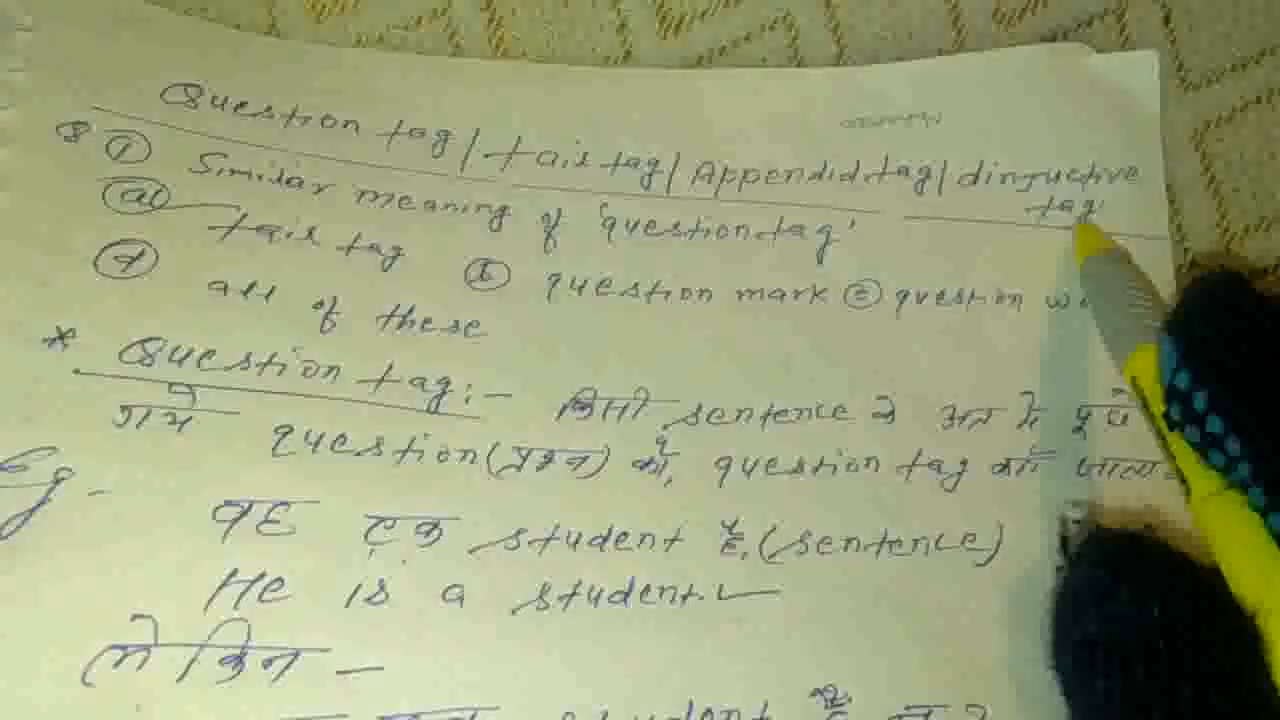 Question tag/ tail tag/ Appendid tag/ dinjuctive tag
Q ① Similar meaning of 'question tag'
ⓐ tail tag ⓑ question mark ⓒ question
ⓓ all of these
* Question tag:- किसी sentence के अंत में पूछे
गये question(प्रश्न) को, question tag कहा जाता
Eg-
वह एक student है, (sentence)
He is a student.
लेकिन -
student है